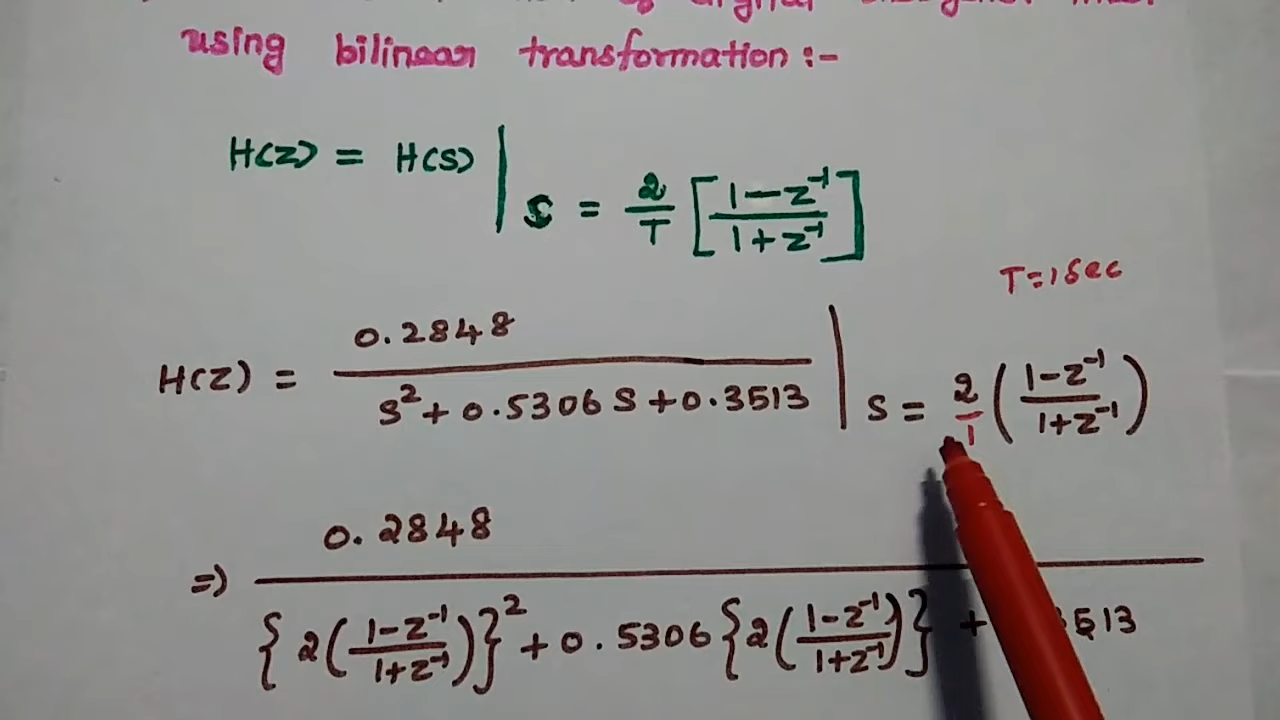 using bilinear transformation :-
H(z) = H(s) | s = 2/T [1-z⁻¹ / 1+z⁻¹]
T=1sec
H(z) = 0.2848 / s² + 0.5306 s + 0.3513 | s = 2/1 (1-z⁻¹ / 1+z⁻¹)
=> 0.2848 / {2(1-z⁻¹ / 1+z⁻¹)}² + 0.5306 {2(1-z⁻¹ / 1+z⁻¹)} + 3513